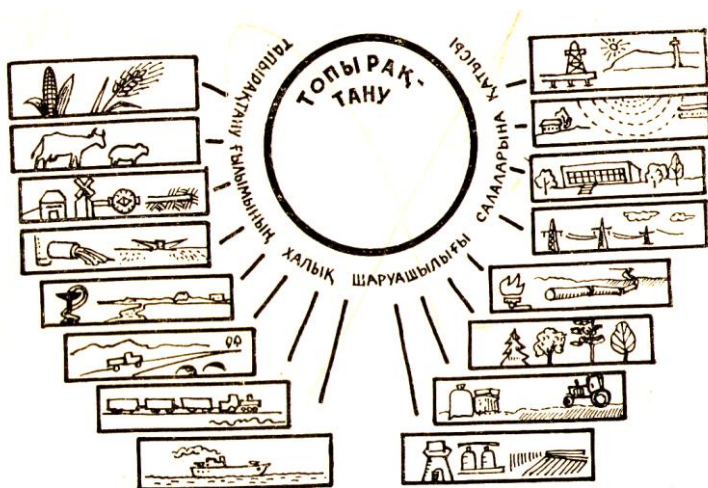 ТОПЫРАҚ-
ТАНУ
ТАПЫРАҚТАНУ ҒЫЛЫМЫНЫҢ ХАЛЫҚ ШАРУАШЫЛЫҒЫ САЛАЛАРЫНА ҚАТЫСЫ